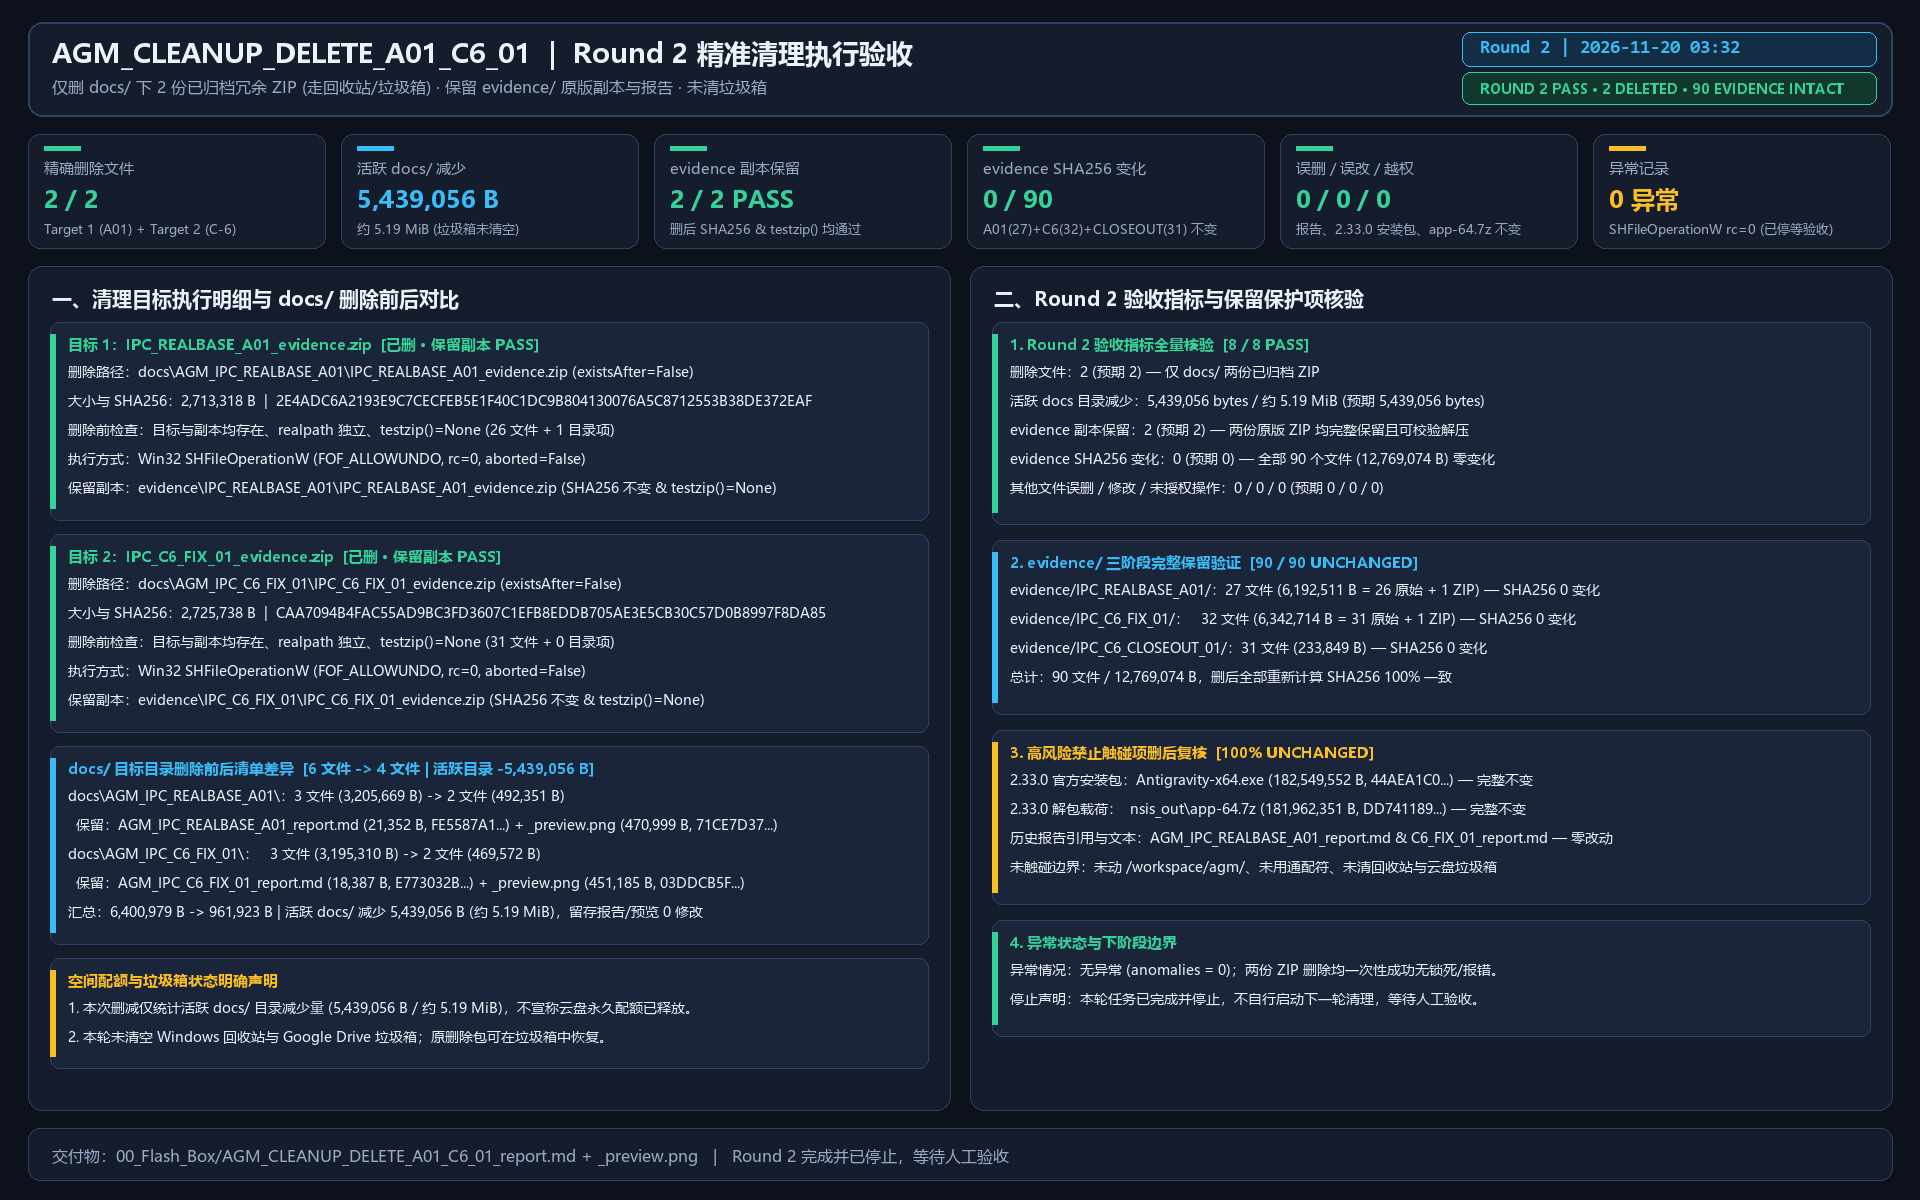 AGM_CLEANUP_DELETE_A01_C6_01 | Round 2 精准清理执行验收
仅删 docs/ 下 2 份已归档冗余 ZIP (走回收站/垃圾箱) · 保留 evidence/ 原版副本与报告 · 未清垃圾箱
Round 2 | 2026-11-20 03:32
ROUND 2 PASS • 2 DELETED • 90 EVIDENCE INTACT
精确删除文件
2 / 2
Target 1 (A01) + Target 2 (C-6)
活跃 docs/ 减少
5,439,056 B
约 5.19 MiB (垃圾箱未清空)
evidence 副本保留
2 / 2 PASS
删后 SHA256 & testzip() 均通过
evidence SHA256 变化
0 / 90
A01(27)+C6(32)+CLOSEOUT(31) 不变
误删 / 误改 / 越权
0 / 0 / 0
报告、2.33.0 安装包、app-64.7z 不变
异常记录
0 异常
SHFileOperationW rc=0 (已停等验收)
一、清理目标执行明细与 docs/ 删除前后对比
目标 1：IPC_REALBASE_A01_evidence.zip [已删 • 保留副本 PASS]
删除路径：docs\AGM_IPC_REALBASE_A01\IPC_REALBASE_A01_evidence.zip (existsAfter=False)
大小与 SHA256：2,713,318 B | 2E4ADC6A2193E9C7CECFEB5E1F40C1DC9B804130076A5C8712553B38DE372EAF
删除前检查：目标与副本均存在、realpath 独立、testzip()=None (26 文件 + 1 目录项)
执行方式：Win32 SHFileOperationW (FOF_ALLOWUNDO, rc=0, aborted=False)
保留副本：evidence\IPC_REALBASE_A01\IPC_REALBASE_A01_evidence.zip (SHA256 不变 & testzip()=None)
目标 2：IPC_C6_FIX_01_evidence.zip [已删 • 保留副本 PASS]
删除路径：docs\AGM_IPC_C6_FIX_01\IPC_C6_FIX_01_evidence.zip (existsAfter=False)
大小与 SHA256：2,725,738 B | CAA7094B4FAC55AD9BC3FD3607C1EFB8EDDB705AE3E5CB30C57D0B8997F8DA85
删除前检查：目标与副本均存在、realpath 独立、testzip()=None (31 文件 + 0 目录项)
执行方式：Win32 SHFileOperationW (FOF_ALLOWUNDO, rc=0, aborted=False)
保留副本：evidence\IPC_C6_FIX_01\IPC_C6_FIX_01_evidence.zip (SHA256 不变 & testzip()=None)
docs/ 目标目录删除前后清单差异 [6 文件 -> 4 文件 | 活跃目录 -5,439,056 B]
docs\AGM_IPC_REALBASE_A01\：3 文件 (3,205,669 B) -> 2 文件 (492,351 B)
保留：AGM_IPC_REALBASE_A01_report.md (21,352 B, FE5587A1...) + _preview.png (470,999 B, 71CE7D37...)
docs\AGM_IPC_C6_FIX_01\： 3 文件 (3,195,310 B) -> 2 文件 (469,572 B)
保留：AGM_IPC_C6_FIX_01_report.md (18,387 B, E773032B...) + _preview.png (451,185 B, 03DDCB5F...)
汇总：6,400,979 B -> 961,923 B | 活跃 docs/ 减少 5,439,056 B (约 5.19 MiB)，留存报告/预览 0 修改
空间配额与垃圾箱状态明确声明
1. 本次删减仅统计活跃 docs/ 目录减少量 (5,439,056 B / 约 5.19 MiB)，不宣称云盘永久配额已释放。
2. 本轮未清空 Windows 回收站与 Google Drive 垃圾箱；原删除包可在垃圾箱中恢复。
二、Round 2 验收指标与保留保护项核验
1. Round 2 验收指标全量核验 [8 / 8 PASS]
删除文件：2 (预期 2) — 仅 docs/ 两份已归档 ZIP
活跃 docs 目录减少：5,439,056 bytes / 约 5.19 MiB (预期 5,439,056 bytes)
evidence 副本保留：2 (预期 2) — 两份原版 ZIP 均完整保留且可校验解压
evidence SHA256 变化：0 (预期 0) — 全部 90 个文件 (12,769,074 B) 零变化
其他文件误删 / 修改 / 未授权操作：0 / 0 / 0 (预期 0 / 0 / 0)
2. evidence/ 三阶段完整保留验证 [90 / 90 UNCHANGED]
evidence/IPC_REALBASE_A01/：27 文件 (6,192,511 B = 26 原始 + 1 ZIP) — SHA256 0 变化
evidence/IPC_C6_FIX_01/： 32 文件 (6,342,714 B = 31 原始 + 1 ZIP) — SHA256 0 变化
evidence/IPC_C6_CLOSEOUT_01/：31 文件 (233,849 B) — SHA256 0 变化
总计：90 文件 / 12,769,074 B，删后全部重新计算 SHA256 100% 一致
3. 高风险禁止触碰项删后复核 [100% UNCHANGED]
2.33.0 官方安装包：Antigravity-x64.exe (182,549,552 B, 44AEA1C0...) — 完整不变
2.33.0 解包载荷： nsis_out\app-64.7z (181,962,351 B, DD741189...) — 完整不变
历史报告引用与文本：AGM_IPC_REALBASE_A01_report.md & C6_FIX_01_report.md — 零改动
未触碰边界：未动 /workspace/agm/、未用通配符、未清回收站与云盘垃圾箱
4. 异常状态与下阶段边界
异常情况：无异常 (anomalies = 0)；两份 ZIP 删除均一次性成功无锁死/报错。
停止声明：本轮任务已完成并停止，不自行启动下一轮清理，等待人工验收。
交付物：00_Flash_Box/AGM_CLEANUP_DELETE_A01_C6_01_report.md + _preview.png | Round 2 完成并已停止，等待人工验收